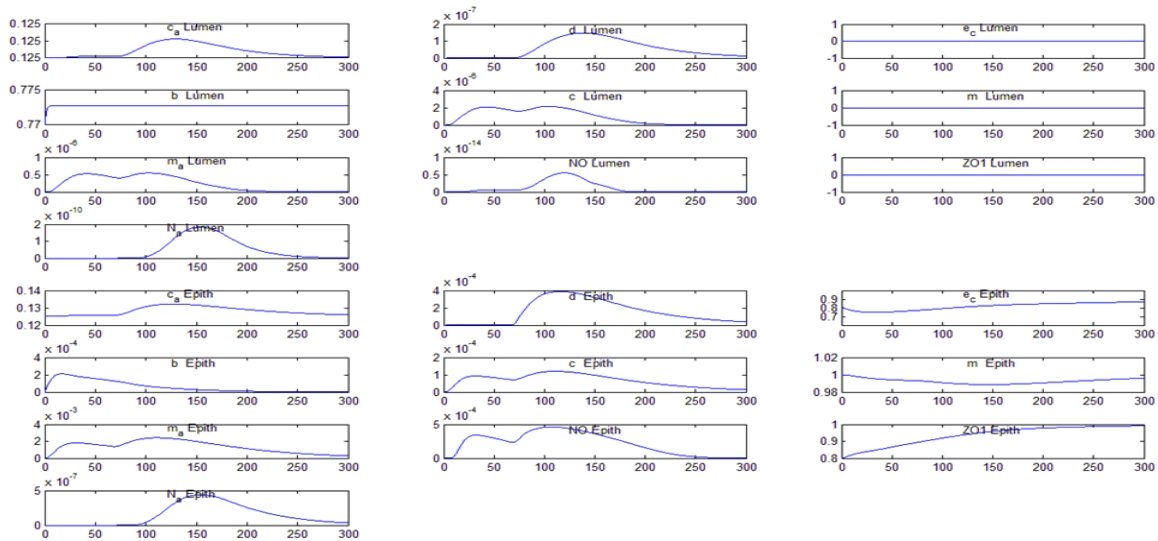 0.125
c_a Lumen
0.125
0 50 100 150 200 250 300
× 10^-7
2
d Lumen
1
0
0 50 100 150 200 250 300
1
e_c Lumen
0
-1
0 50 100 150 200 250 300
0.775
b Lumen
0.77
0 50 100 150 200 250 300
× 10^-6
4
c Lumen
2
0
0 50 100 150 200 250 300
1
m Lumen
0
-1
0 50 100 150 200 250 300
× 10^-6
1
m_a Lumen
0.5
0
0 50 100 150 200 250 300
× 10^-14
1
NO Lumen
0.5
0
0 50 100 150 200 250 300
1
ZO1 Lumen
0
-1
0 50 100 150 200 250 300
× 10^-10
2
N_a Lumen
1
0
0 50 100 150 200 250 300
0.14
c_a Epith
0.13
0.12
0 50 100 150 200 250 300
× 10^-4
4
d Epith
2
0
0 50 100 150 200 250 300
0.9
e_c Epith
0.8
0.7
0 50 100 150 200 250 300
× 10^-4
4
b Epith
2
0
0 50 100 150 200 250 300
× 10^-4
2
c Epith
1
0
0 50 100 150 200 250 300
1.02
m Epith
1
0.98
0 50 100 150 200 250 300
× 10^-3
4
m_a Epith
2
0
0 50 100 150 200 250 300
× 10^-4
5
NO Epith
0
0 50 100 150 200 250 300
1
ZO1 Epith
0.9
0.8
0 50 100 150 200 250 300
× 10^-7
5
N_a Epith
0
0 50 100 150 200 250 300